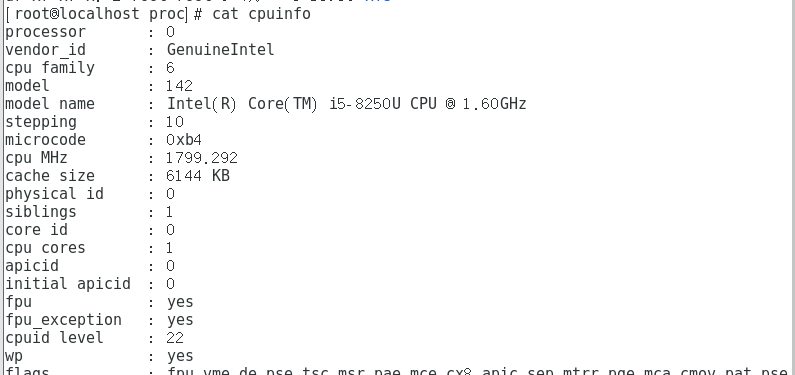 [root@localhost proc]# cat cpuinfo
processor : 0
vendor_id : GenuineIntel
cpu family : 6
model : 142
model name : Intel(R) Core(TM) i5-8250U CPU @ 1.60GHz
stepping : 10
microcode : 0xb4
cpu MHz : 1799.292
cache size : 6144 KB
physical id : 0
siblings : 1
core id : 0
cpu cores : 1
apicid : 0
initial apicid : 0
fpu : yes
fpu_exception : yes
cpuid level : 22
wp : yes
flags : fpu vme de pse tsc msr pae mce cx8 apic sep mtrr pge mca cmov pat pse